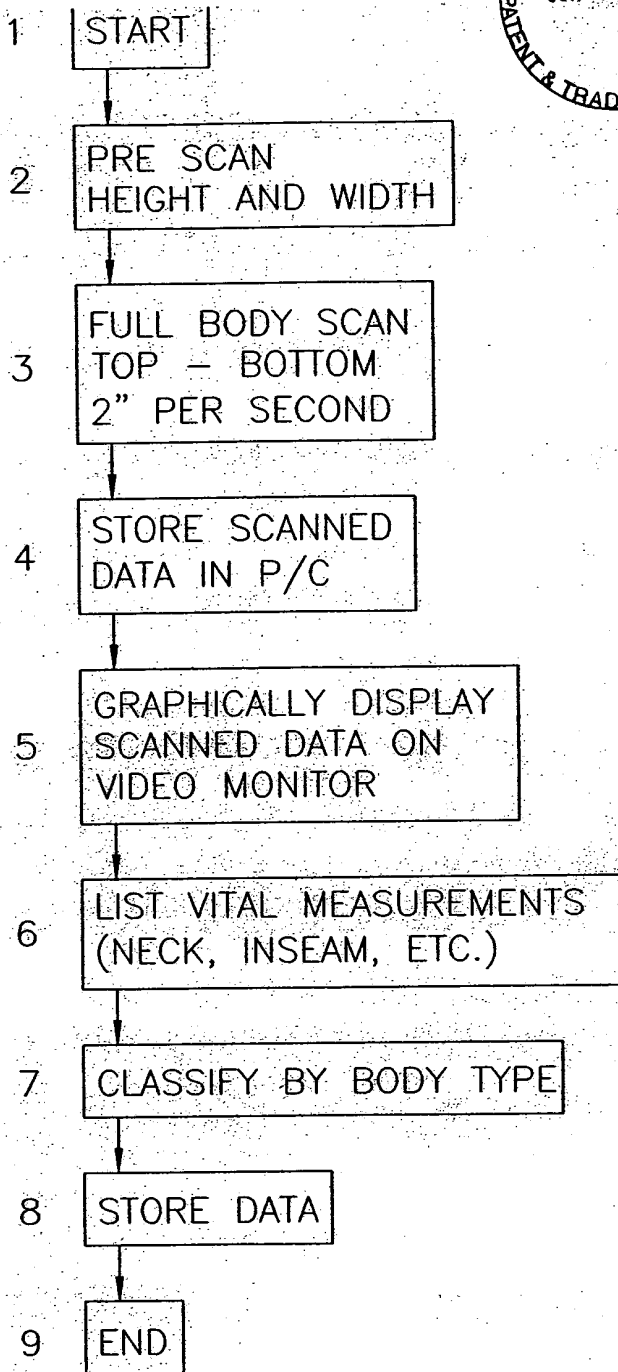 1 START
PATENT & TRAD
2 PRE SCAN
HEIGHT AND WIDTH
3 FULL BODY SCAN
TOP – BOTTOM
2” PER SECOND
4 STORE SCANNED
DATA IN P/C
5 GRAPHICALLY DISPLAY
SCANNED DATA ON
VIDEO MONITOR
6 LIST VITAL MEASUREMENTS
(NECK, INSEAM, ETC.)
7 CLASSIFY BY BODY TYPE
8 STORE DATA
9 END